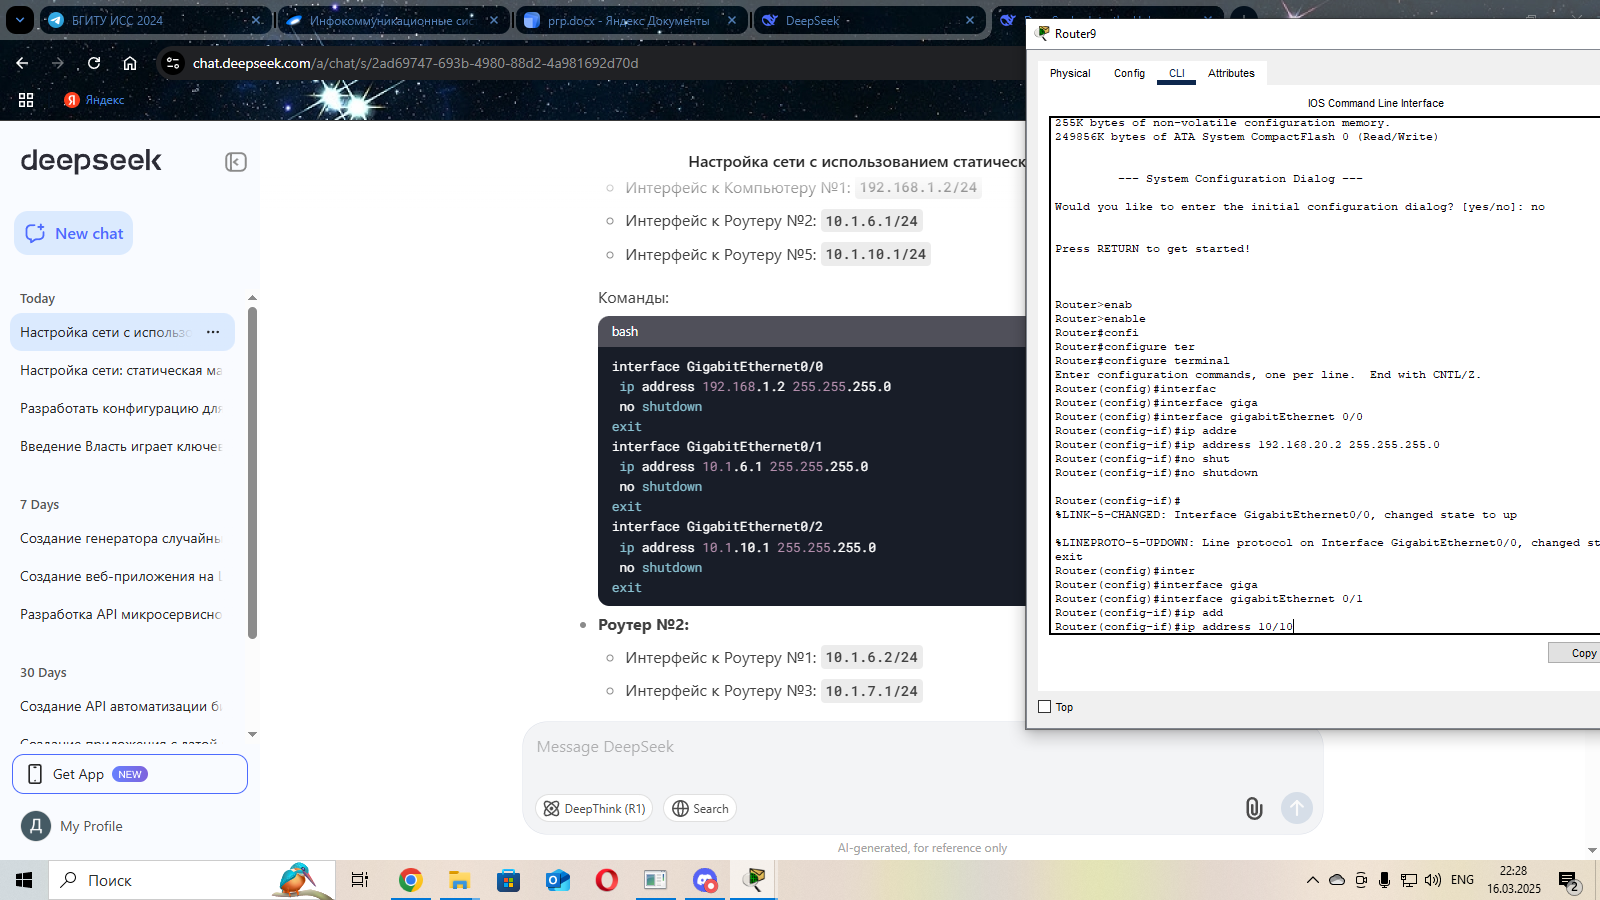 БГИТУ ИСС 2024
Инфокоммуникационные сис
prp.docx - Яндекс Документы
DeepSeek -
chat.deepseek.com/a/chat/s/2ad69747-693b-4980-88d2-4a981692d70d
Яндекс
deepseek
New chat
Today
Настройка сети с использо
Настройка сети: статическая ма
Разработать конфигурацию для
Введение Власть играет ключев
7 Days
Создание генератора случайны
Создание веб-приложения на
Разработка API микросервисно
30 Days
Создание API автоматизации би
Get App NEW
Д My Profile
Настройка сети с использованием статическ
Интерфейс к Компьютеру №1: 192.168.1.2/24
Интерфейс к Роутеру №2: 10.1.6.1/24
Интерфейс к Роутеру №5: 10.1.10.1/24
Команды:
bash
interface GigabitEthernet0/0
ip address 192.168.1.2 255.255.255.0
no shutdown
exit
interface GigabitEthernet0/1
ip address 10.1.6.1 255.255.255.0
no shutdown
exit
interface GigabitEthernet0/2
ip address 10.1.10.1 255.255.255.0
no shutdown
exit
Роутер №2:
Интерфейс к Роутеру №1: 10.1.6.2/24
Интерфейс к Роутеру №3: 10.1.7.1/24
Message DeepSeek
DeepThink (R1) Search
AI-generated, for reference only
Router9
Physical Config CLI Attributes
IOS Command Line Interface
255K bytes of non-volatile configuration memory.
249856K bytes of ATA System CompactFlash 0 (Read/Write)
--- System Configuration Dialog ---
Would you like to enter the initial configuration dialog? [yes/no]: no
Press RETURN to get started!
Router>enab
Router>enable
Router#confi
Router#configure ter
Router#configure terminal
Enter configuration commands, one per line. End with CNTL/Z.
Router(config)#interfac
Router(config)#interface giga
Router(config)#interface gigabitEthernet 0/0
Router(config-if)#ip addre
Router(config-if)#ip address 192.168.20.2 255.255.255.0
Router(config-if)#no shut
Router(config-if)#no shutdown
Router(config-if)#
%LINK-5-CHANGED: Interface GigabitEthernet0/0, changed state to up
%LINEPROTO-5-UPDOWN: Line protocol on Interface GigabitEthernet0/0, changed st
exit
Router(config)#inter
Router(config)#interface giga
Router(config)#interface gigabitEthernet 0/1
Router(config-if)#ip add
Router(config-if)#ip address 10/10
Copy
Top
Поиск
ENG
22:28
16.03.2025
2